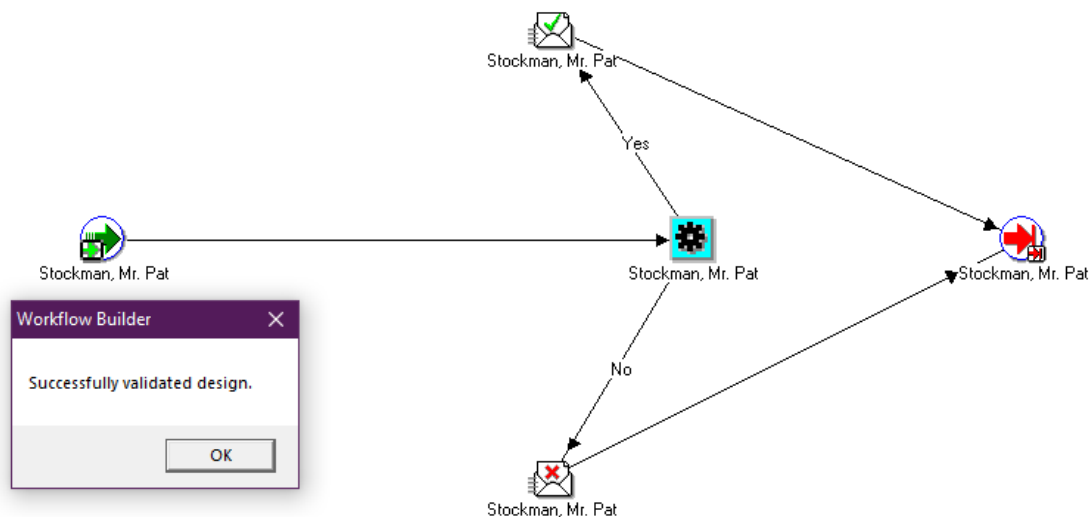 Stockman, Mr. Pat
Yes
Stockman, Mr. Pat
Stockman, Mr. Pat
Stockman, Mr. Pat
Workflow Builder
Successfully validated design.
OK
No
Stockman, Mr. Pat